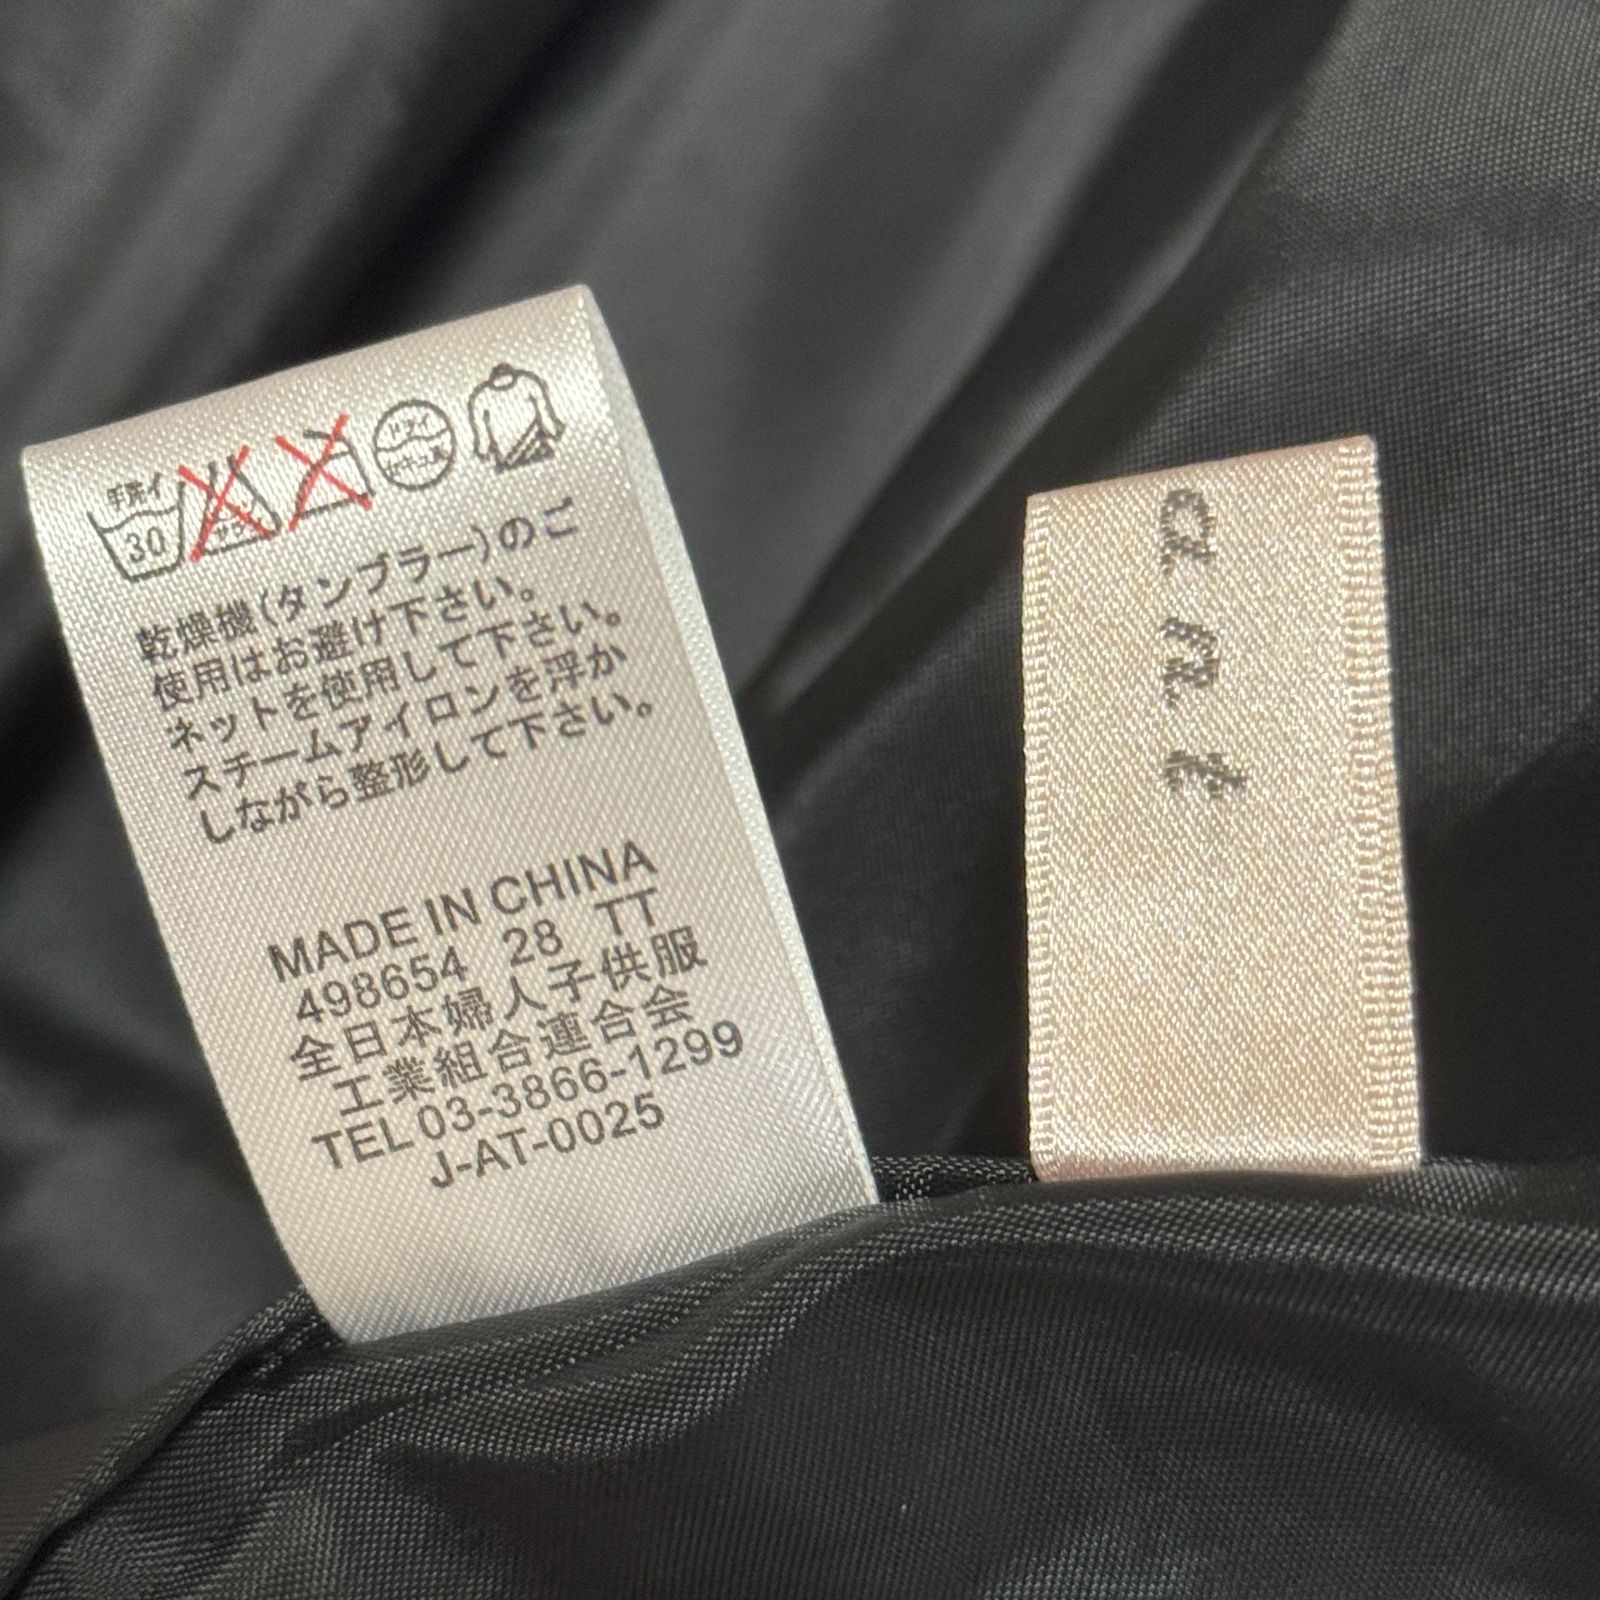 手洗イ
30
乾燥機(タンブラー)のご
使用はお避け下さい。
ネットを使用して下さい。
スチームアイロンを浮か
しながら整形して下さい。
MADE IN CHINA
498654 28 TT
全日本婦人子供服
工業組合連合会
TEL 03-3866-1299
J-AT-0025